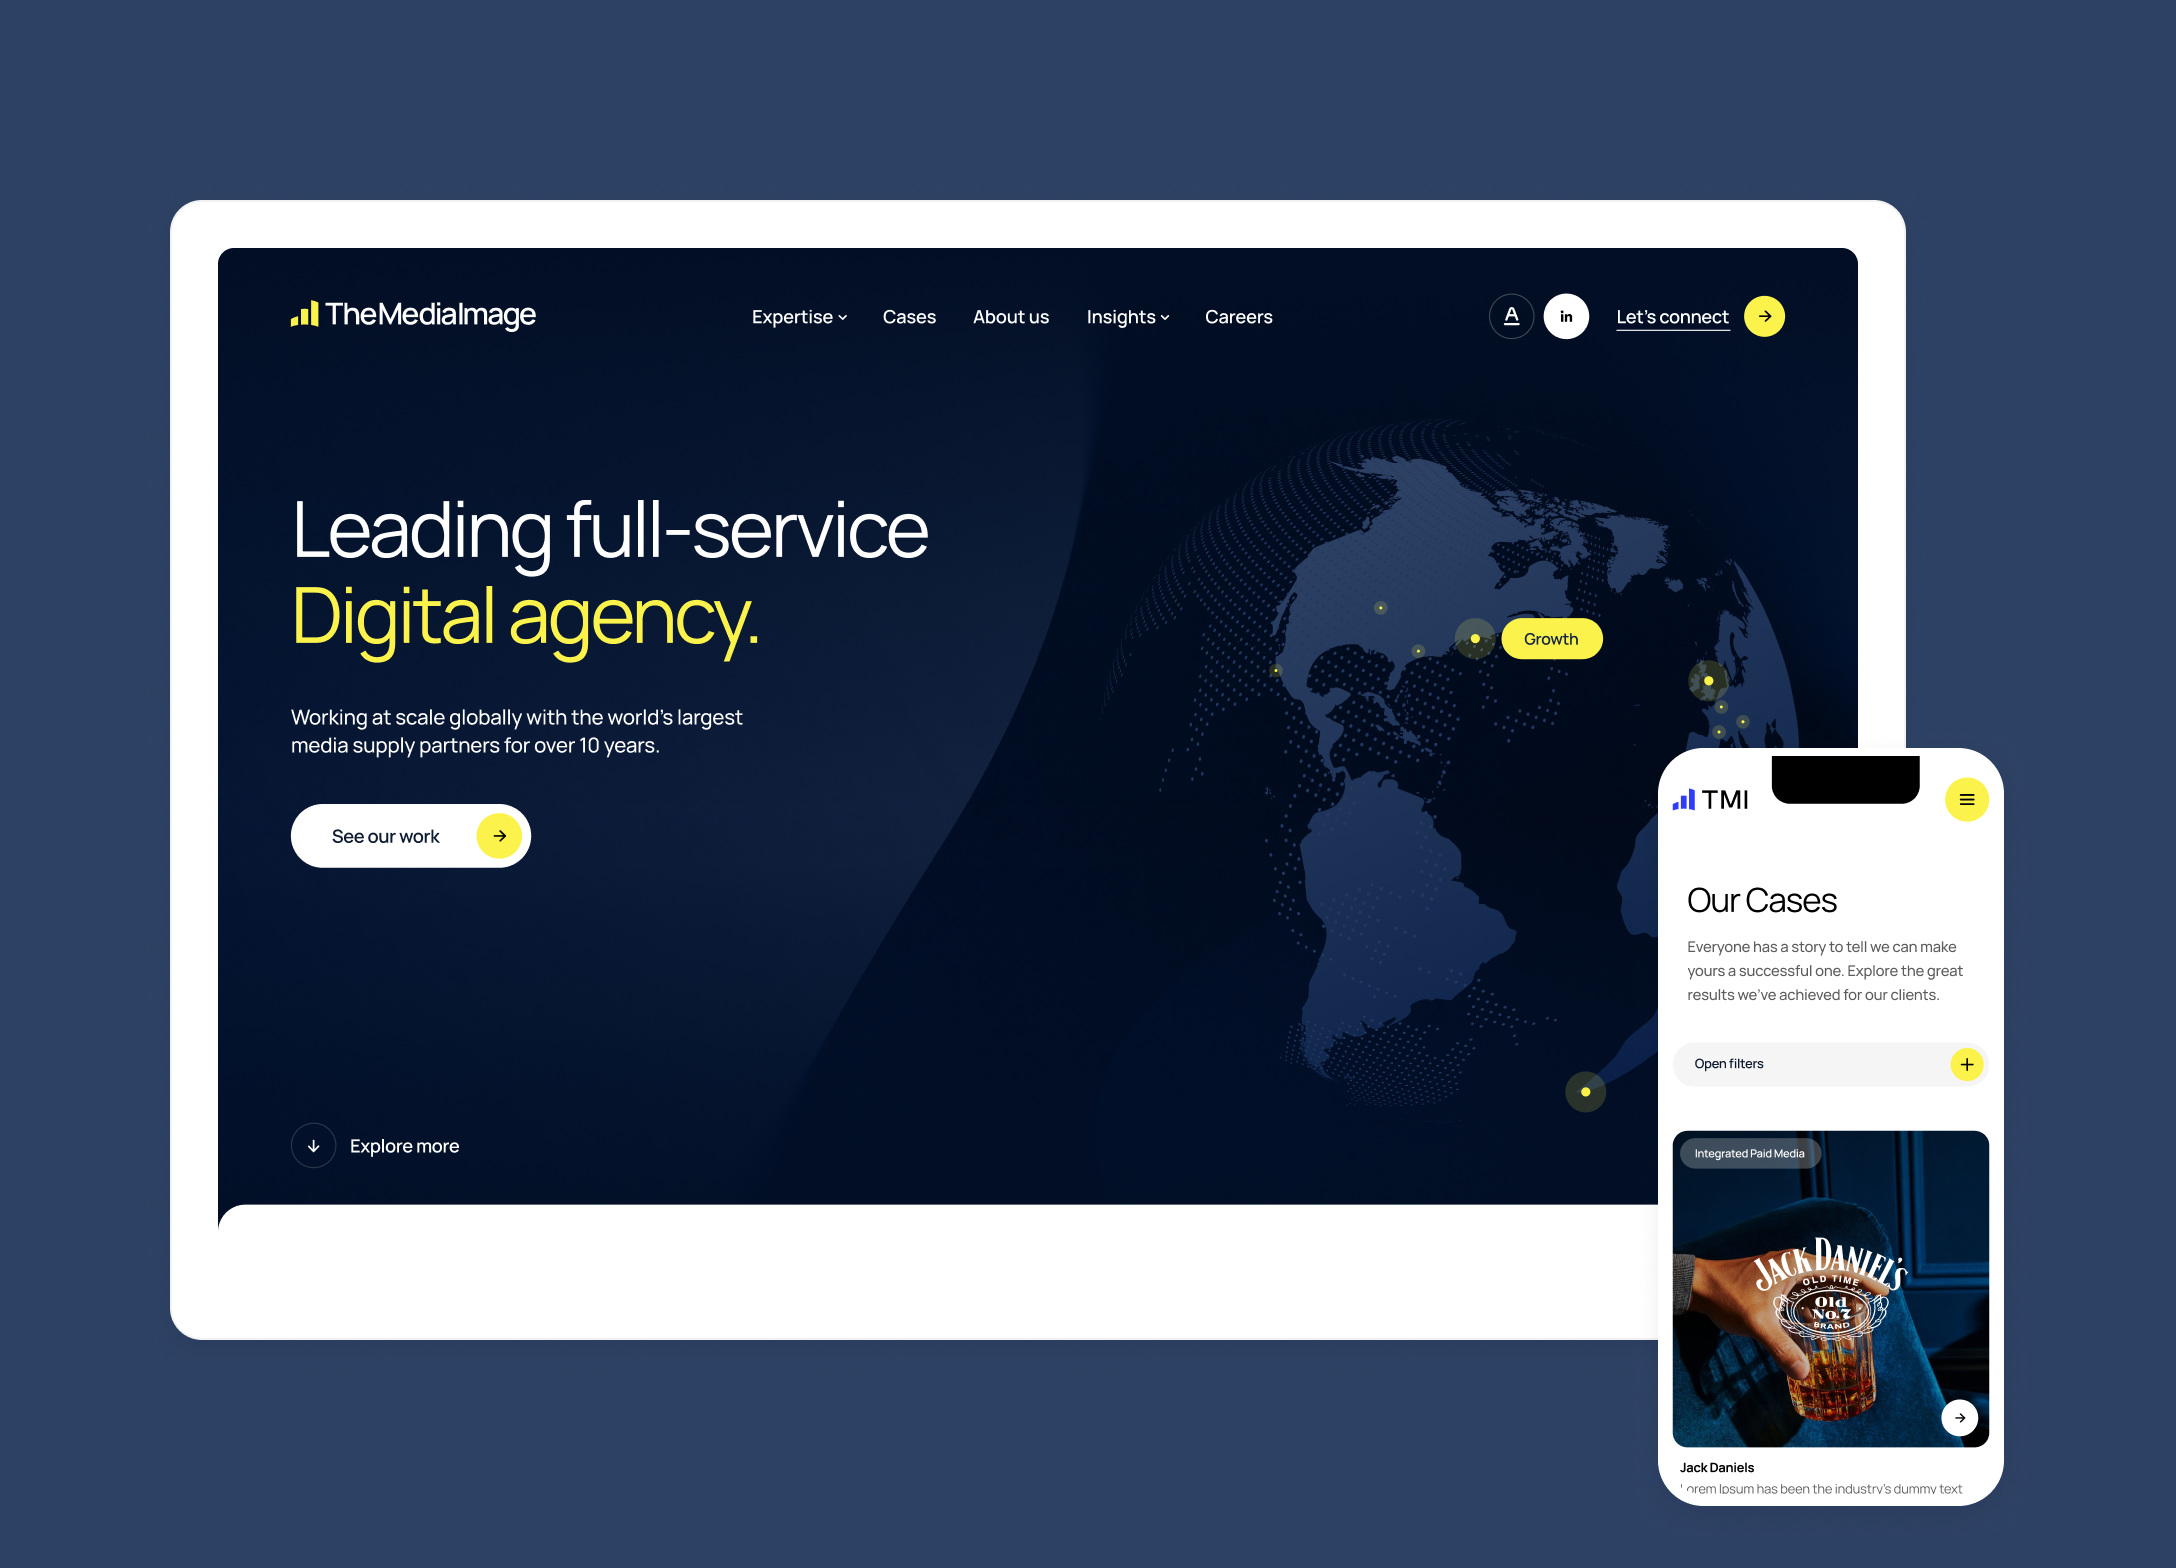 TheMediaImage
Expertise
Cases
About us
Insights
Careers
A
in
Let's connect
Leading full-service
Digital agency.
Growth
Working at scale globally with the world's largest
media supply partners for over 10 years.
See our work
Explore more
TMI
Our Cases
Everyone has a story to tell we can make
yours a successful one. Explore the great
results we've achieved for our clients.
Open filters
Integrated Paid Media
JACK DANIEL'S
OLD TIME
Old
No.7
BRAND
Jack Daniels
Lorem Ipsum has been the industry's dummy text